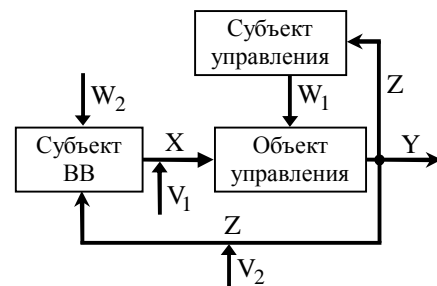 Субъект
управления
Z
W2
W1
Субъект
ВВ
X
V1
Объект
управления
Y
Z
V2